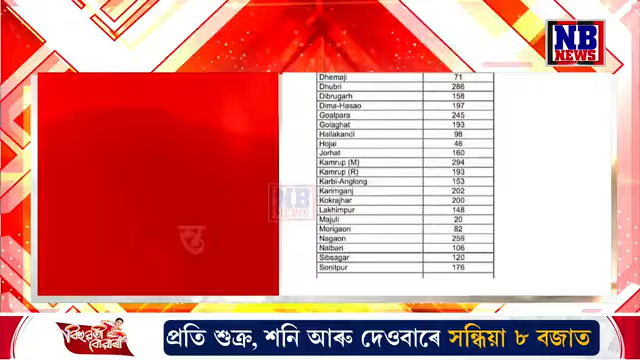 NB
NEWS
Dhemaji 71
Dhubri 286
Dibrugarh 158
Dima-Hasao 197
Goalpara 245
Golaghat 193
Hailakandi 98
Hojai 46
Jorhat 160
Kamrup (M) 294
Kamrup (R) 193
Karbi-Anglong 153
Karimganj 202
Kokrajhar 200
Lakhimpur 148
Majuli 20
Morigaon 82
Nagaon 259
Nalbari 106
Sibsagar 120
Sonitpur 176
NB
NEWS
প্ৰতি শুক্ৰ, শনি আৰু দেওবাৰে সন্ধিয়া ৮ বজাত